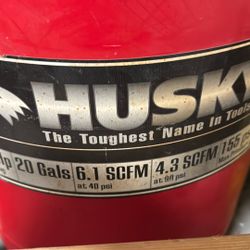 HUSKY
The Toughest Name In Tools
20 Gals 6.1 SCFM 4.3 SCFM 155
at 40 psi at 90 psi